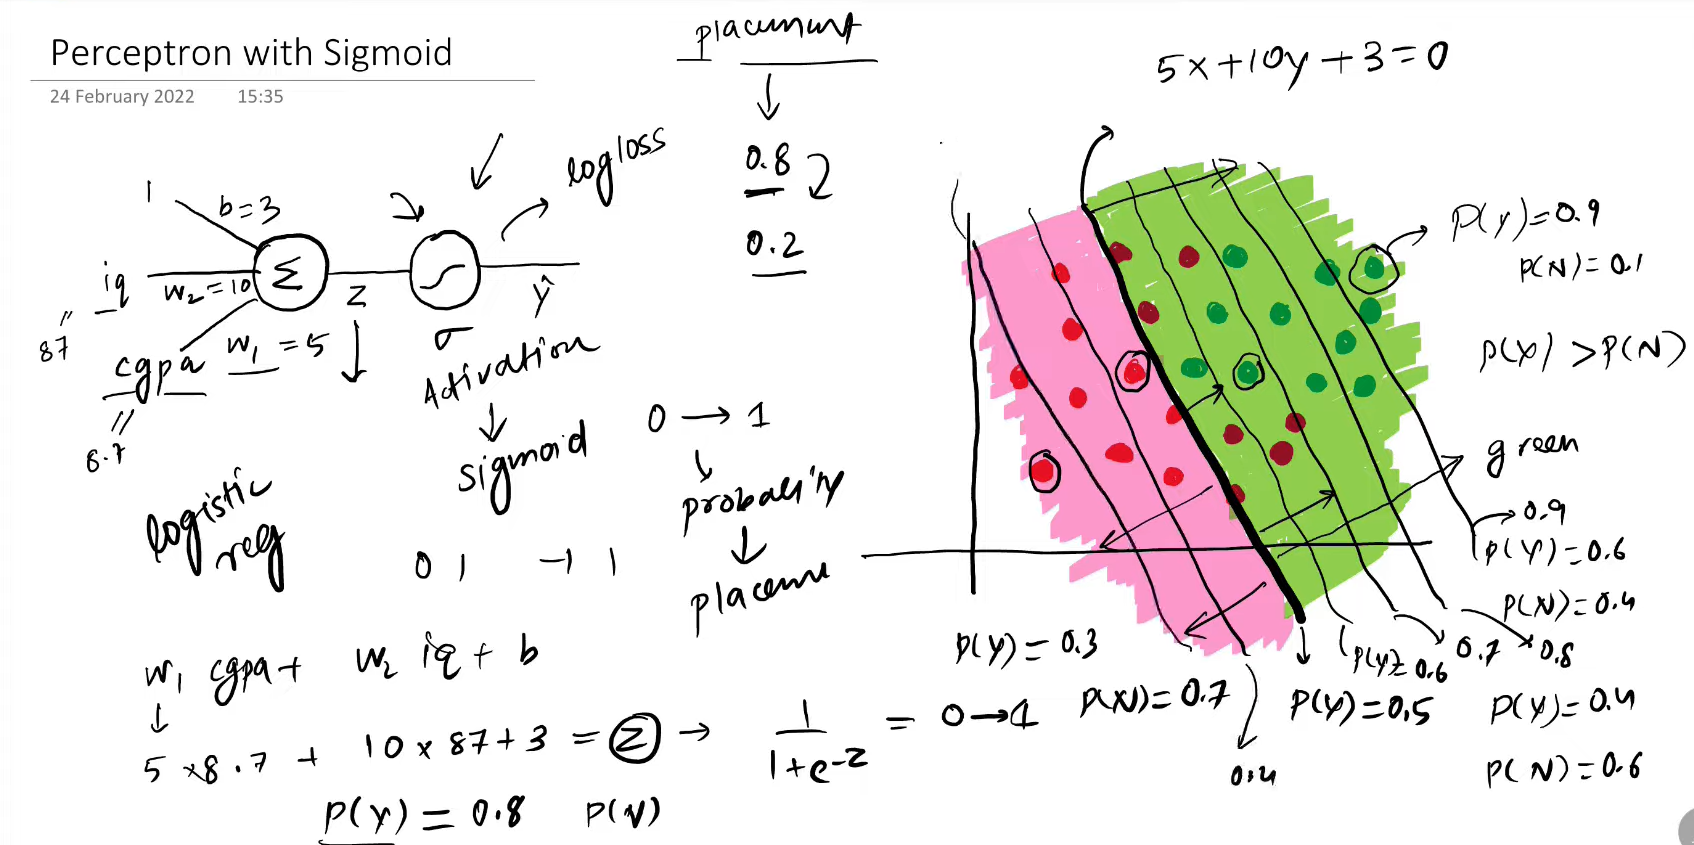 Perceptron with Sigmoid
24 February 2022 15:35
placement
0.8
0.2
5x+10y+3=0
logloss
1
b=3
Σ
iq
w₂=10
87
z
ŷ
cgpa w₁=5
8.7
σ
Activation
sigmoid
0 → 1
probability
logistic
reg
0 1 -1 1
w₁ cgpa + w₂ iq + b
5 x 8.7 + 10 x 87 + 3 = z → 1/1+e-z = 0→1
P(Y) = 0.8 P(N)
P(Y)=0.9
P(N)=0.1
P(Y) > P(N)
green
0.9
P(Y)=0.6
P(N)=0.4
P(Y)=0.3
P(N)=0.7
0.4
P(Y)=0.5
P(Y)=0.6 0.7 0.8
P(Y)=0.4
P(N)=0.6